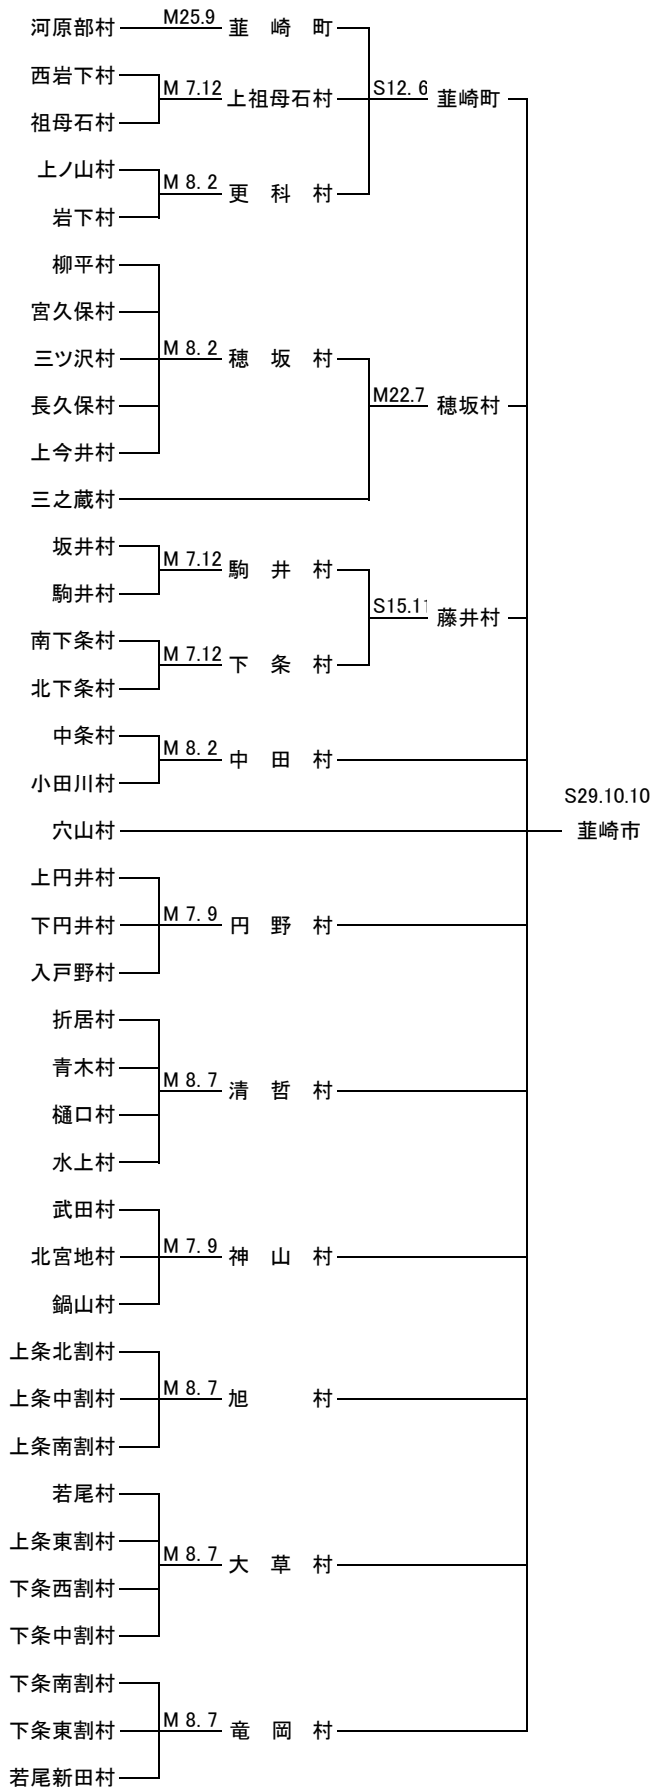 河原部村 M25.9 韮崎町
西岩下村
M 7.12 上祖母石村 S12. 6 韮崎町
祖母石村
上ノ山村
M 8. 2 更科村
岩下村
柳平村
宮久保村
三ツ沢村 M 8. 2 穂坂村
M22.7 穂坂村
長久保村
上今井村
三之蔵村
坂井村
M 7.12 駒井村
駒井村
S15.11 藤井村
南下条村
M 7.12 下条村
北下条村
中条村
M 8. 2 中田村
小田川村
S29.10.10
穴山村 韮崎市
上円井村
下円井村 M 7. 9 円野村
入戸野村
折居村
青木村
M 8. 7 清哲村
樋口村
水上村
武田村
北宮地村 M 7. 9 神山村
鍋山村
上条北割村
上条中割村 M 8. 7 旭村
上条南割村
若尾村
上条東割村
M 8. 7 大草村
下条西割村
下条中割村
下条南割村
下条東割村 M 8. 7 竜岡村
若尾新田村